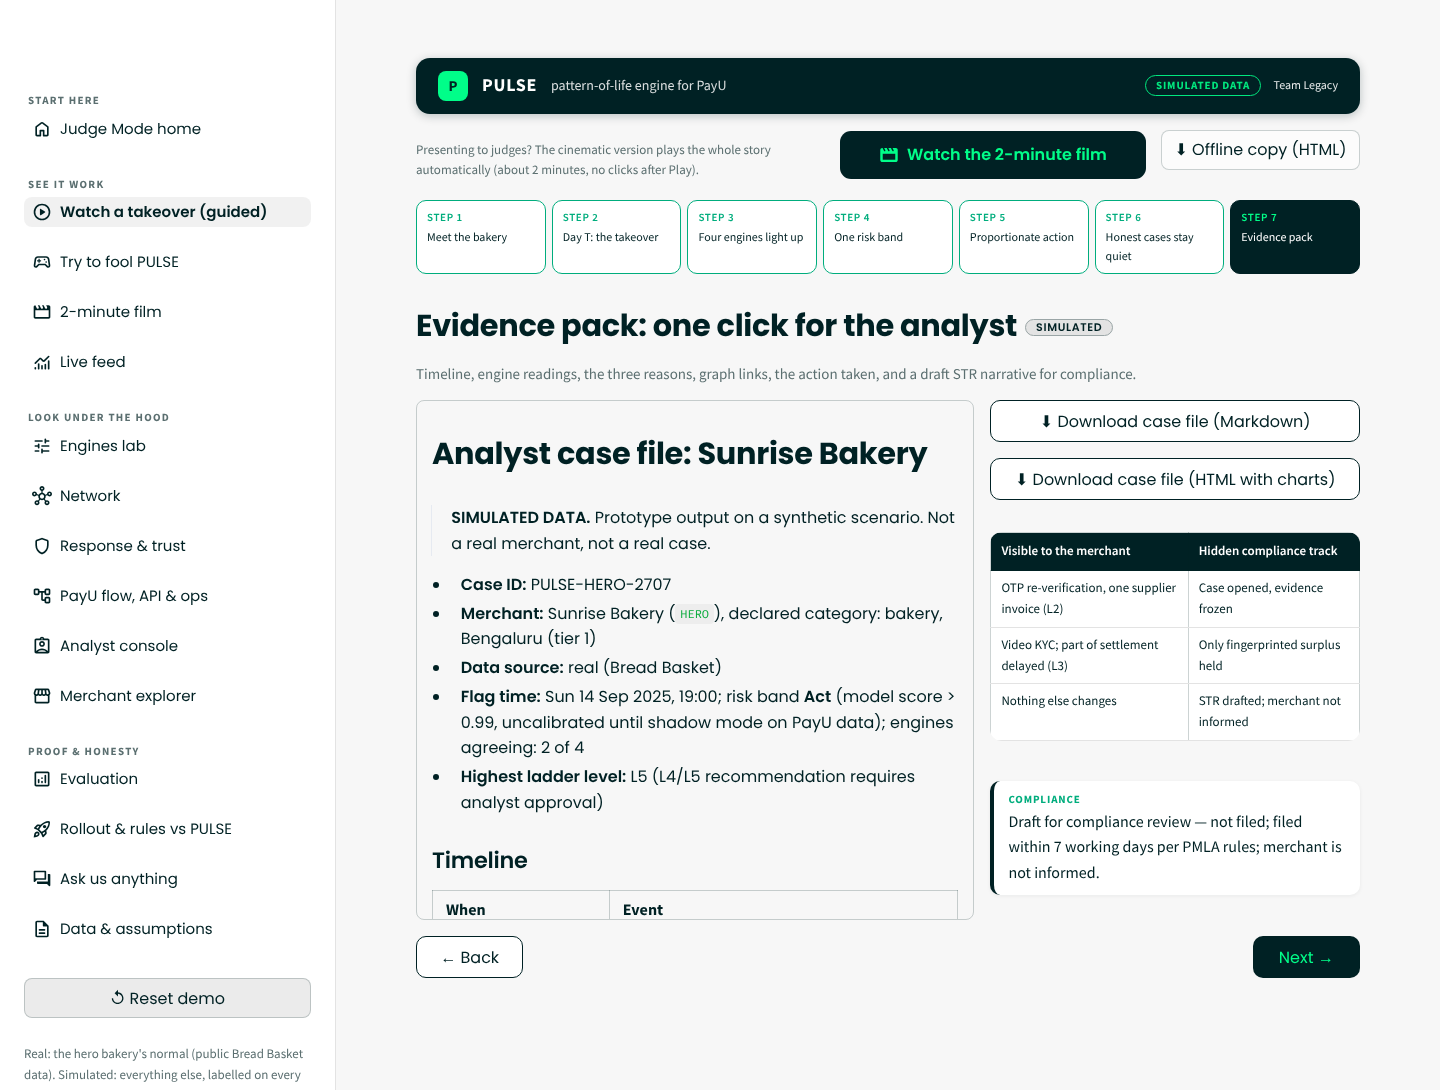 START HERE
Judge Mode home
SEE IT WORK
Watch a takeover (guided)
Try to fool PULSE
2-minute film
Live feed
LOOK UNDER THE HOOD
Engines lab
Network
Response & trust
PayU flow, API & ops
Analyst console
Merchant explorer
PROOF & HONESTY
Evaluation
Rollout & rules vs PULSE
Ask us anything
Data & assumptions
Reset demo
Real: the hero bakery's normal (public Bread Basket
data). Simulated: everything else, labelled on every
P PULSE pattern-of-life engine for PayU
SIMULATED DATA Team Legacy
Presenting to judges? The cinematic version plays the whole story
automatically (about 2 minutes, no clicks after Play).
Watch the 2-minute film
⬇ Offline copy (HTML)
STEP 1
Meet the bakery
STEP 2
Day T: the takeover
STEP 3
Four engines light up
STEP 4
One risk band
STEP 5
Proportionate action
STEP 6
Honest cases stay
quiet
STEP 7
Evidence pack
Evidence pack: one click for the analyst SIMULATED
Timeline, engine readings, the three reasons, graph links, the action taken, and a draft STR narrative for compliance.
Analyst case file: Sunrise Bakery
SIMULATED DATA. Prototype output on a synthetic scenario. Not
a real merchant, not a real case.
• Case ID: PULSE-HERO-2707
• Merchant: Sunrise Bakery (HERO), declared category: bakery,
Bengaluru (tier 1)
• Data source: real (Bread Basket)
• Flag time: Sun 14 Sep 2025, 19:00; risk band Act (model score >
0.99, uncalibrated until shadow mode on PayU data); engines
agreeing: 2 of 4
• Highest ladder level: L5 (L4/L5 recommendation requires
analyst approval)
Timeline
When Event
⬇ Download case file (Markdown)
⬇ Download case file (HTML with charts)
Visible to the merchant Hidden compliance track
OTP re-verification, one supplier
invoice (L2)
Case opened, evidence
frozen
Video KYC; part of settlement
delayed (L3)
Only fingerprinted surplus
held
Nothing else changes
STR drafted; merchant not
informed
COMPLIANCE
Draft for compliance review — not filed; filed
within 7 working days per PMLA rules; merchant is
not informed.
← Back
Next →